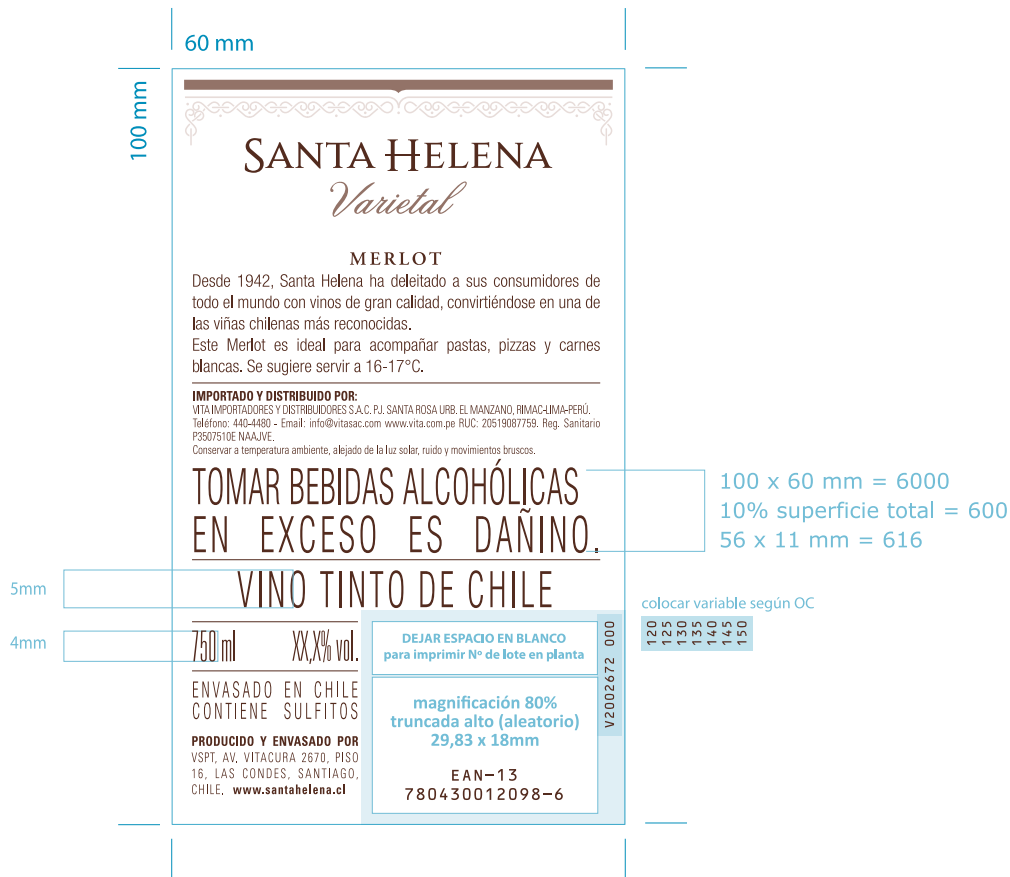 60 mm
100 mm
SANTA HELENA
Varietal
MERLOT
Desde 1942, Santa Helena ha deleitado a sus consumidores de
todo el mundo con vinos de gran calidad, convirtiéndose en una de
las viñas chilenas más reconocidas.
Este Merlot es ideal para acompañar pastas, pizzas y carnes
blancas. Se sugiere servir a 16-17°C.
IMPORTADO Y DISTRIBUIDO POR:
VITA IMPORTADORES Y DISTRIBUIDORES S.A.C. PJ. SANTA ROSA URB. EL MANZANO, RIMAC-LIMA-PERÚ.
Teléfono: 440-4480 - Email: info@vitasac.com www.vita.com.pe RUC: 20519087759. Reg. Sanitario
P3507510E NAAJVE.
Conservar a temperatura ambiente, alejado de la luz solar, ruido y movimientos bruscos.
TOMAR BEBIDAS ALCOHÓLICAS
EN EXCESO ES DAÑINO.
100 x 60 mm = 6000
10% superficie total = 600
56 x 11 mm = 616
5mm
VINO TINTO DE CHILE
colocar variable según OC
120
125
130
135
140
145
150
4mm
750 ml XX,X% vol.
ENVASADO EN CHILE
CONTIENE SULFITOS
PRODUCIDO Y ENVASADO POR
VSPT, AV. VITACURA 2670, PISO
16, LAS CONDES, SANTIAGO,
CHILE. www.santahelena.cl
DEJAR ESPACIO EN BLANCO
para imprimir Nº de lote en planta
V2002672 000
magnificación 80%
truncada alto (aleatorio)
29,83 x 18mm
EAN-13
780430012098-6